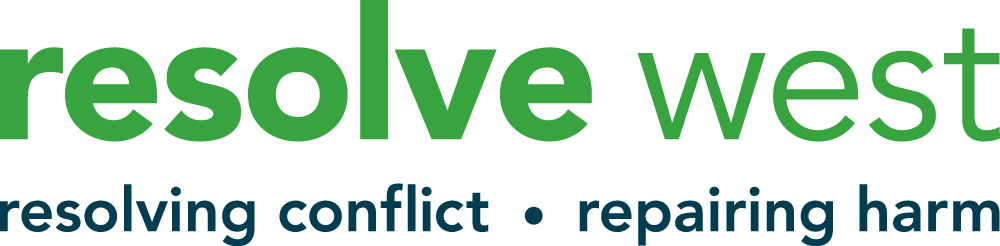 resolve west
resolving conflict • repairing harm